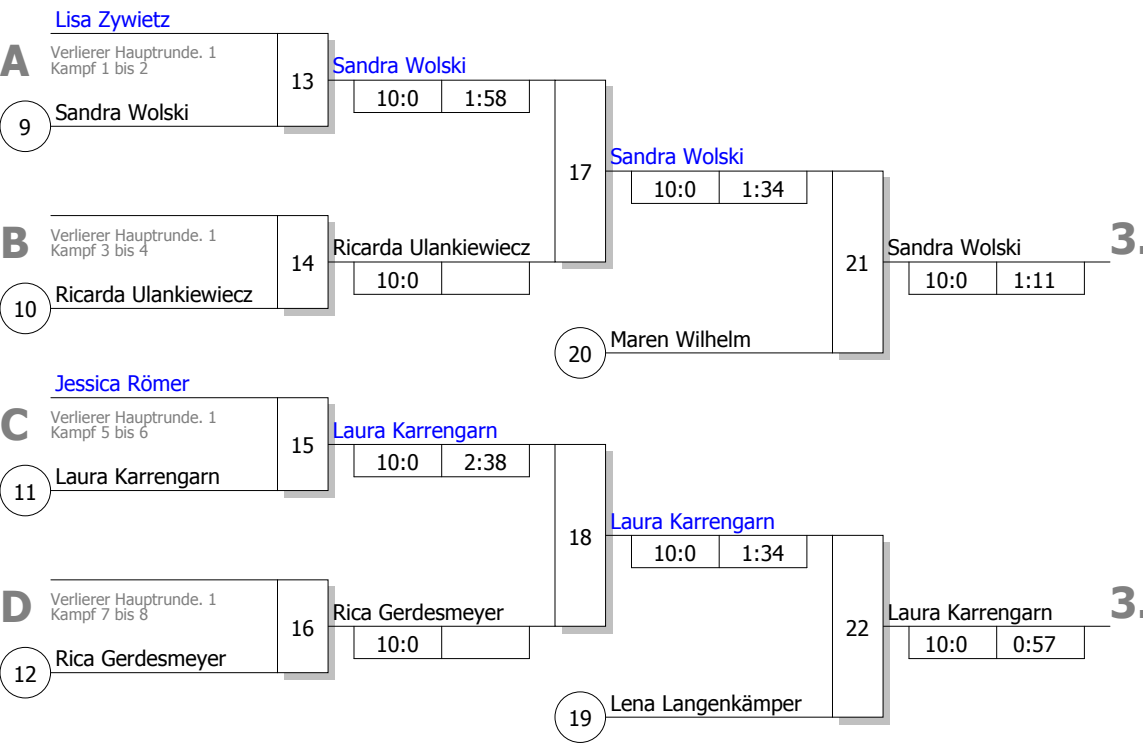 Lisa Zywietz
A
Verlierer Hauptrunde. 1
Kampf 1 bis 2
13
Sandra Wolski
10:0 1:58
9
Sandra Wolski
17
Sandra Wolski
10:0 1:34
B
Verlierer Hauptrunde. 1
Kampf 3 bis 4
14
Ricarda Ulankiewiecz
10:0
10
Ricarda Ulankiewiecz
21
Sandra Wolski
10:0 1:11
3.
20
Maren Wilhelm
Jessica Römer
C
Verlierer Hauptrunde. 1
Kampf 5 bis 6
15
Laura Karrengarn
10:0 2:38
11
Laura Karrengarn
18
Laura Karrengarn
10:0 1:34
D
Verlierer Hauptrunde. 1
Kampf 7 bis 8
16
Rica Gerdesmeyer
10:0
12
Rica Gerdesmeyer
22
Laura Karrengarn
10:0 0:57
3.
19
Lena Langenkämper